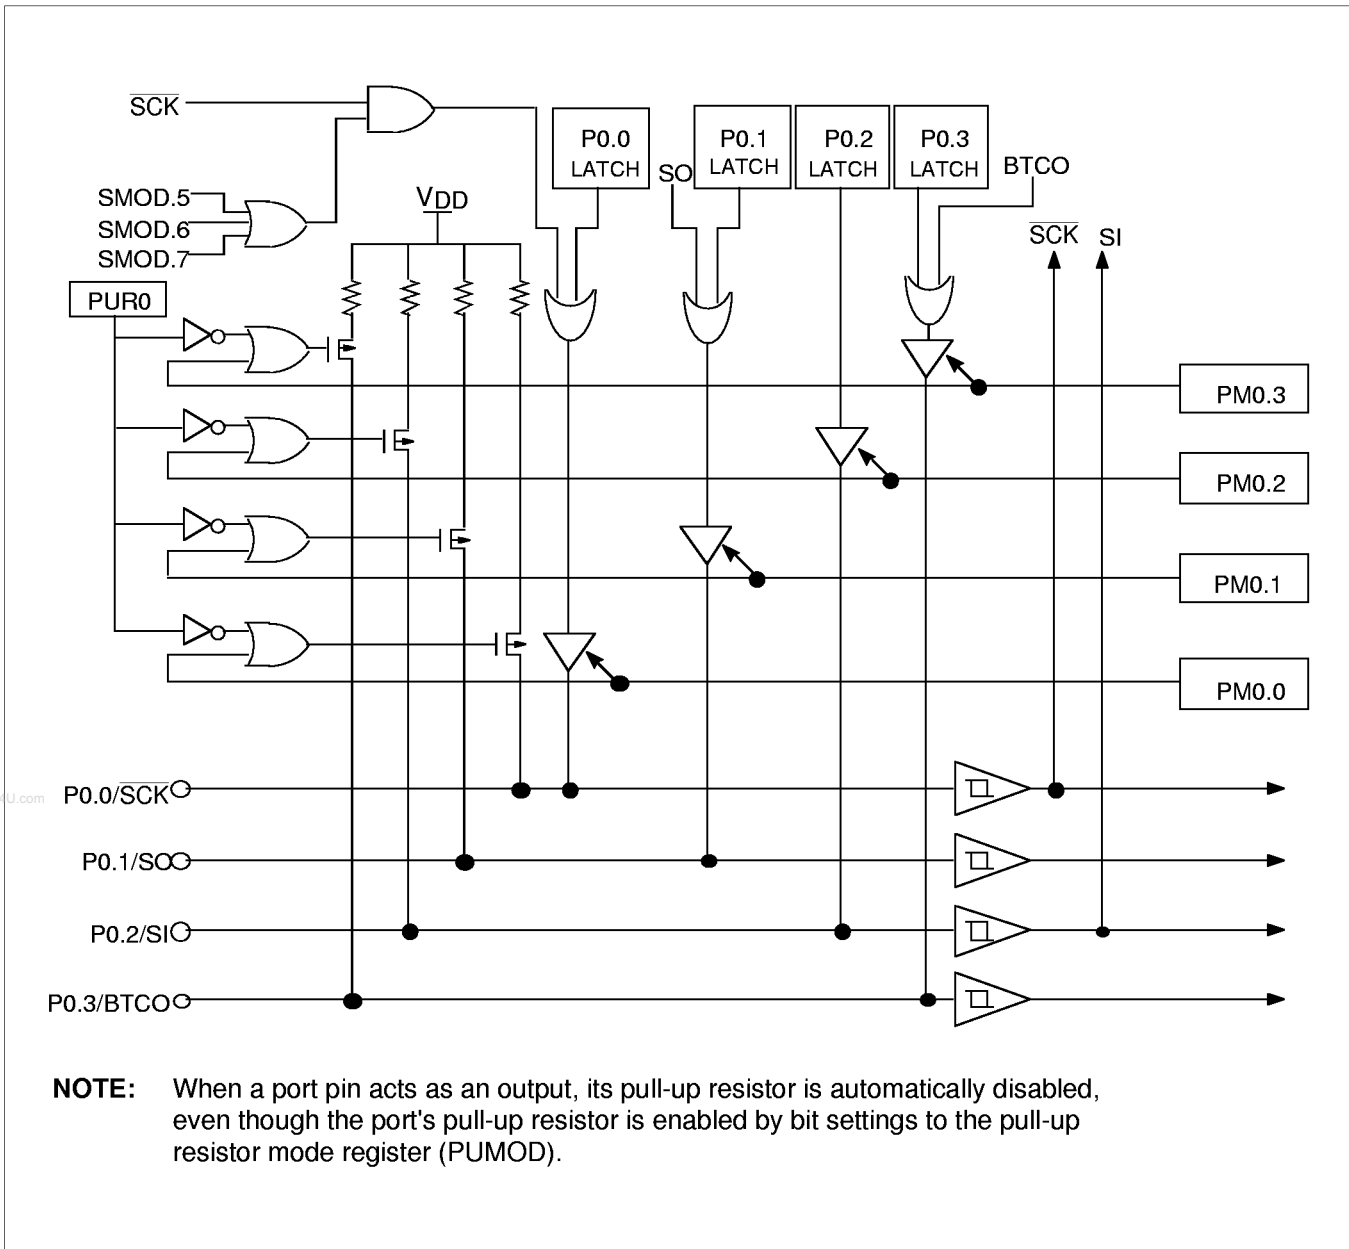 SCK
P0.0
LATCH
P0.1
LATCH
P0.2
LATCH
P0.3
LATCH
SO
BTCO
SMOD.5
SMOD.6
SMOD.7
VDD
SCK
SI
PUR0
PM0.3
PM0.2
PM0.1
PM0.0
4U.com
P0.0/SCK
P0.1/SO
P0.2/SI
P0.3/BTCO
NOTE: When a port pin acts as an output, its pull-up resistor is automatically disabled,
even though the port's pull-up resistor is enabled by bit settings to the pull-up
resistor mode register (PUMOD).